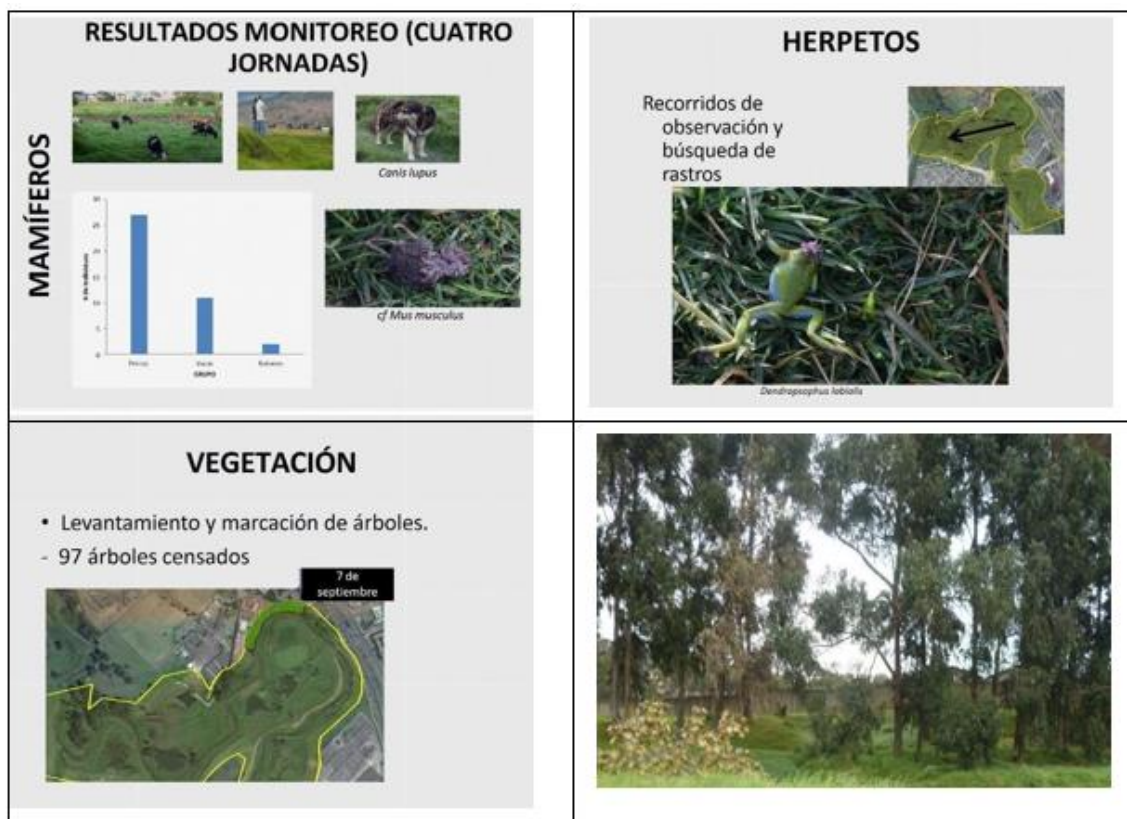 RESULTADOS MONITOREO (CUATRO
JORNADAS)
MAMÍFEROS
Canis lupus
cf Mus musculus
GRUPO
HERPETOS
Recorridos de
observación y
búsqueda de
rastros
Dendropsophus labialis
VEGETACIÓN
• Levantamiento y marcación de árboles.
- 97 árboles censados
7 de
septiembre